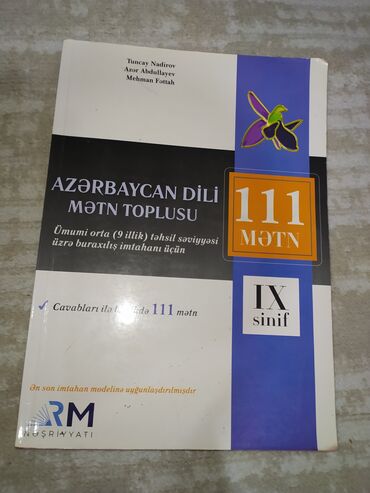 Tuncay Nadirov
Azər Abdullayev
Mehman Fəttah
AZƏRBAYCAN DİLİ
MƏTN TOPLUSU
111
MƏTN
Ümumi orta (9 illik) təhsil səviyyəsi
üzrə buraxılış imtahanı üçün
IX
sinif
Cavabları ilə 111 mətn
Ən son imtahan modelinə uyğunlaşdırılmışdır
RM
NƏŞRİYYATI